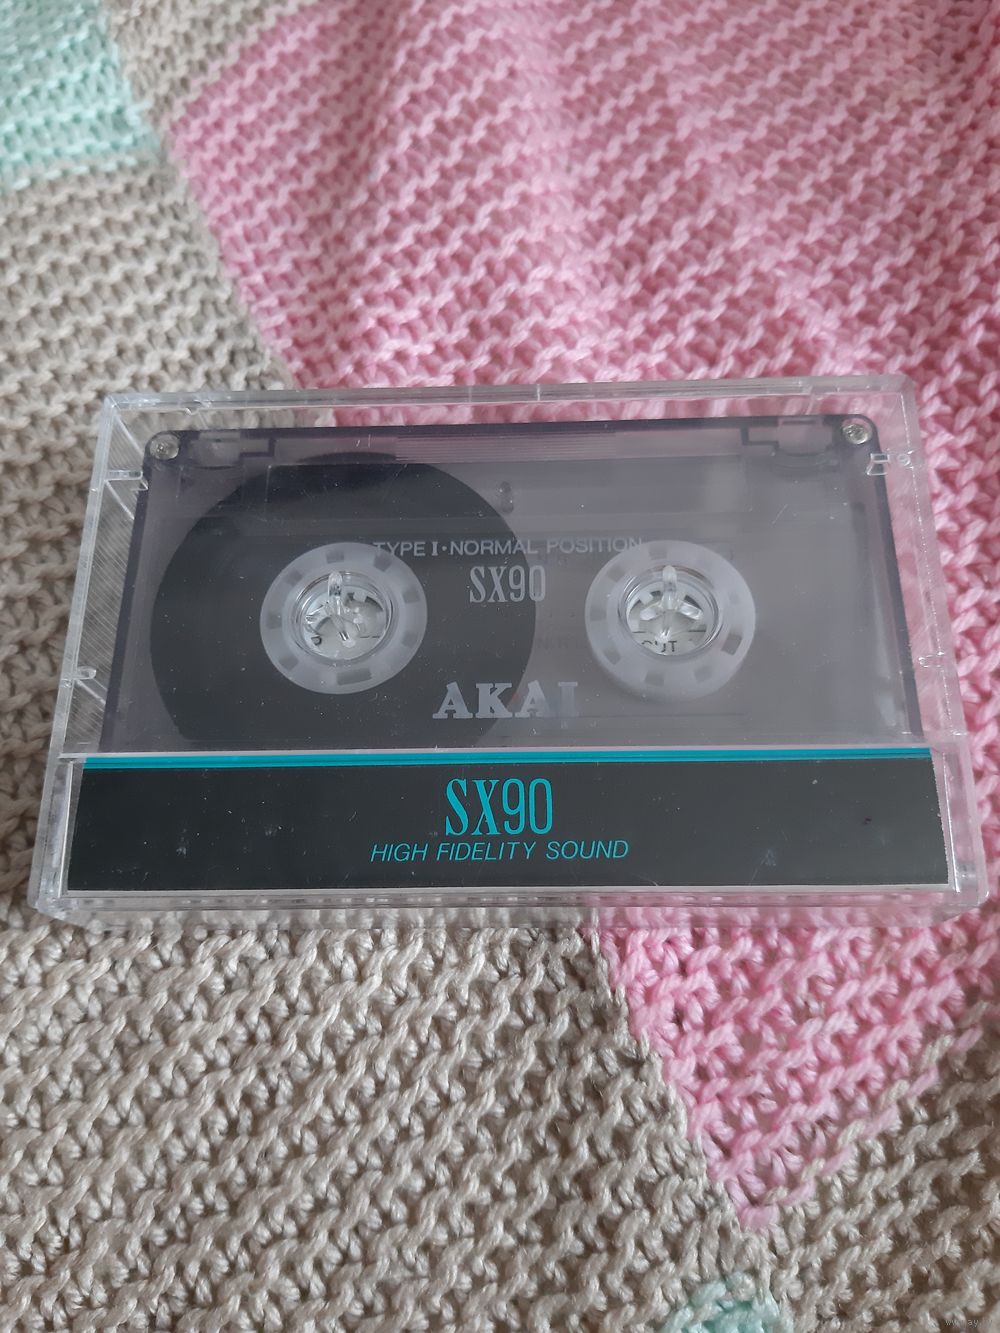 TYPE I·NORMAL POSITION
SX90
AKAI
SX90
HIGH FIDELITY SOUND